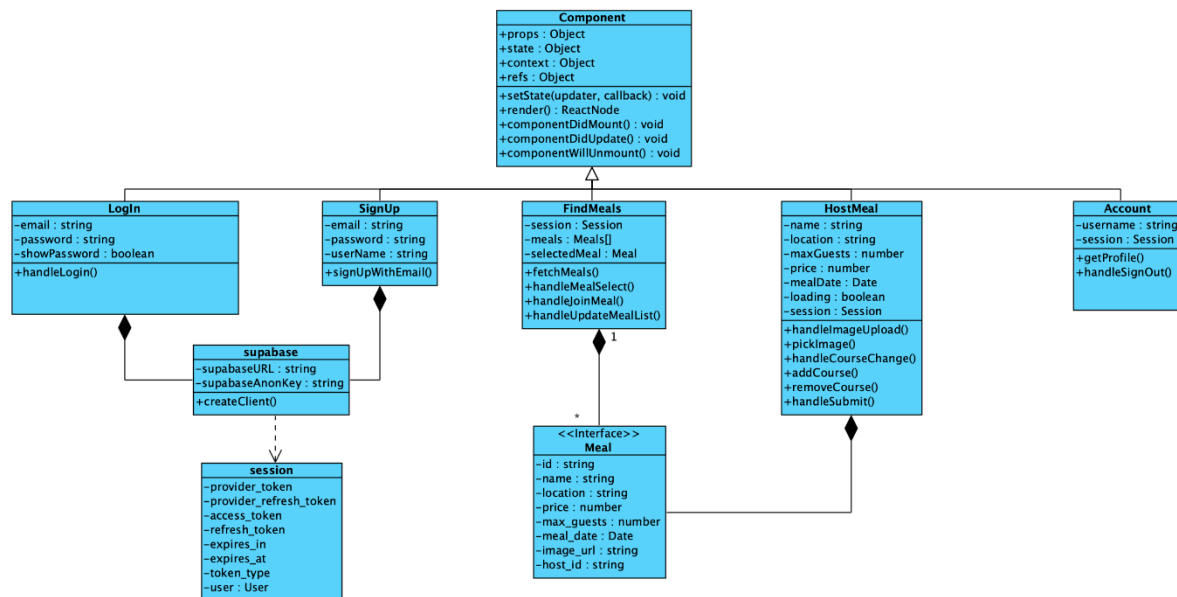 Component
+props : Object
+state : Object
+context : Object
+refs : Object
+setState(updater, callback) : void
+render() : ReactNode
+componentDidMount() : void
+componentDidUpdate() : void
+componentWillUnmount() : void
LogIn
-email : string
-password : string
-showPassword : boolean
+handleLogin()
SignUp
-email : string
-password : string
-userName : string
+signUpWithEmail()
FindMeals
-session : Session
-meals : Meals[]
-selectedMeal : Meal
+fetchMeals()
+handleMealSelect()
+handleJoinMeal()
+handleUpdateMealList()
HostMeal
-name : string
-location : string
-maxGuests : number
-price : number
-mealDate : Date
-loading : boolean
-session : Session
+handleImageUpload()
+pickImage()
+handleCourseChange()
+addCourse()
+removeCourse()
+handleSubmit()
Account
-username : string
-session : Session
+getProfile()
+handleSignOut()
supabase
-supabaseURL : string
-supabaseAnonKey : string
+createClient()
1
*
session
-provider_token
-provider_refresh_token
-access_token
-refresh_token
-expires_in
-expires_at
-token_type
-user : User
<<Interface>>
Meal
-id : string
-name : string
-location : string
-price : number
-max_guests : number
-meal_date : Date
-image_url : string
-host_id : string